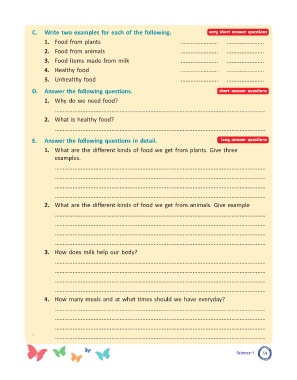 C. Write two examples for each of the following. very short answer questions
1. Food from plants
2. Food from animals
3. Food items made from milk
4. Healthy food
5. Unhealthy food
D. Answer the following questions. short answer questions
1. Why do we need food?
2. What is healthy food?
E. Answer the following questions in detail. long answer questions
1. What are the different kinds of food we get from plants. Give three
examples.
2. What are the different kinds of food we get from animals. Give example
3. How does milk help our body?
4. How many meals and at what times should we have everyday?
Science-1